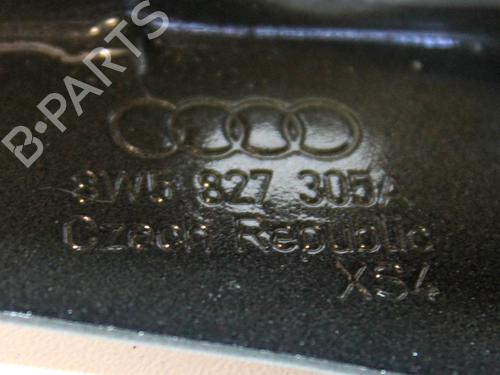 B-PARTS
8W5 827 305A
Czech Republic
XS4